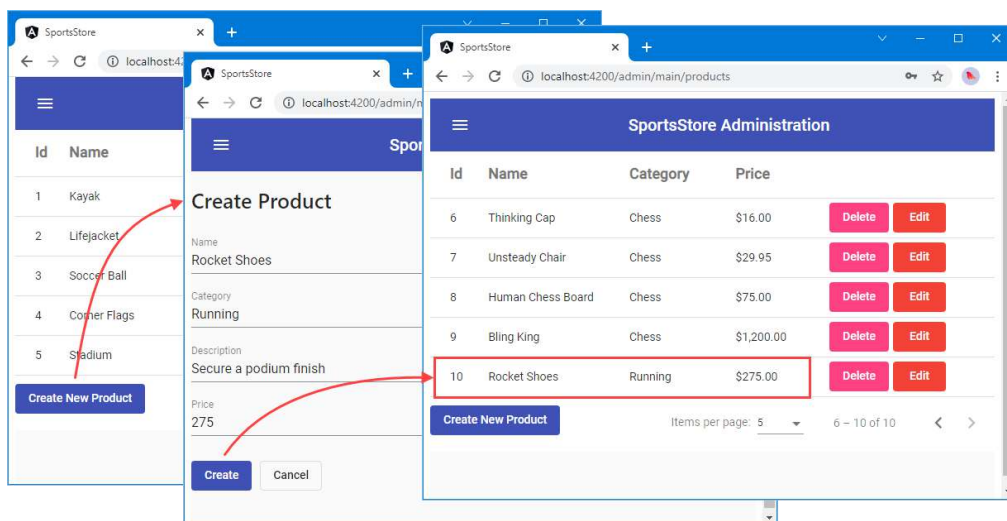 SportsStore
localhost:42
Id Name
1 Kayak
2 Lifejacket
3 Soccer Ball
4 Corner Flags
5 Stadium
Create New Product
SportsStore
localhost:4200/admin/m
Spor
Create Product
Name
Rocket Shoes
Category
Running
Description
Secure a podium finish
Price
275
Create Cancel
SportsStore
localhost:4200/admin/main/products
SportsStore Administration
Id Name Category Price
6 Thinking Cap Chess $16.00 Delete Edit
7 Unsteady Chair Chess $29.95 Delete Edit
8 Human Chess Board Chess $75.00 Delete Edit
9 Bling King Chess $1,200.00 Delete Edit
10 Rocket Shoes Running $275.00 Delete Edit
Create New Product Items per page: 5 6 – 10 of 10